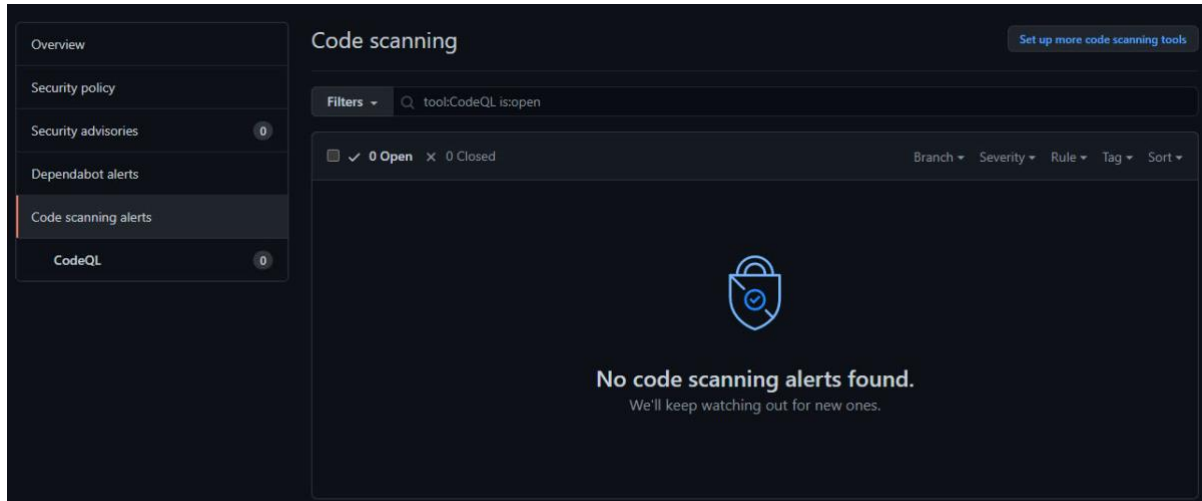 Overview
Security policy
Security advisories 0
Dependabot alerts
Code scanning alerts
CodeQL 0
Code scanning
Set up more code scanning tools
Filters
tool:CodeQL is:open
0 Open 0 Closed
Branch Severity Rule Tag Sort
No code scanning alerts found.
We'll keep watching out for new ones.